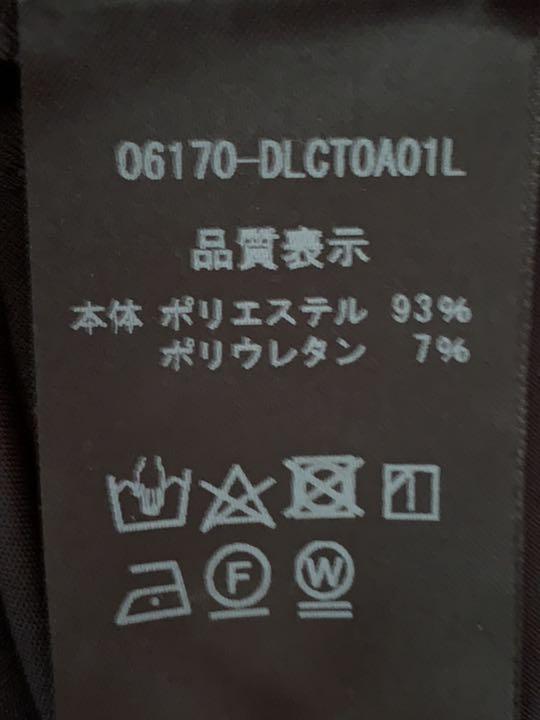 06170-DLCT0A01L
品質表示
本体 ポリエステル 93%
ポリウレタン 7%
F W